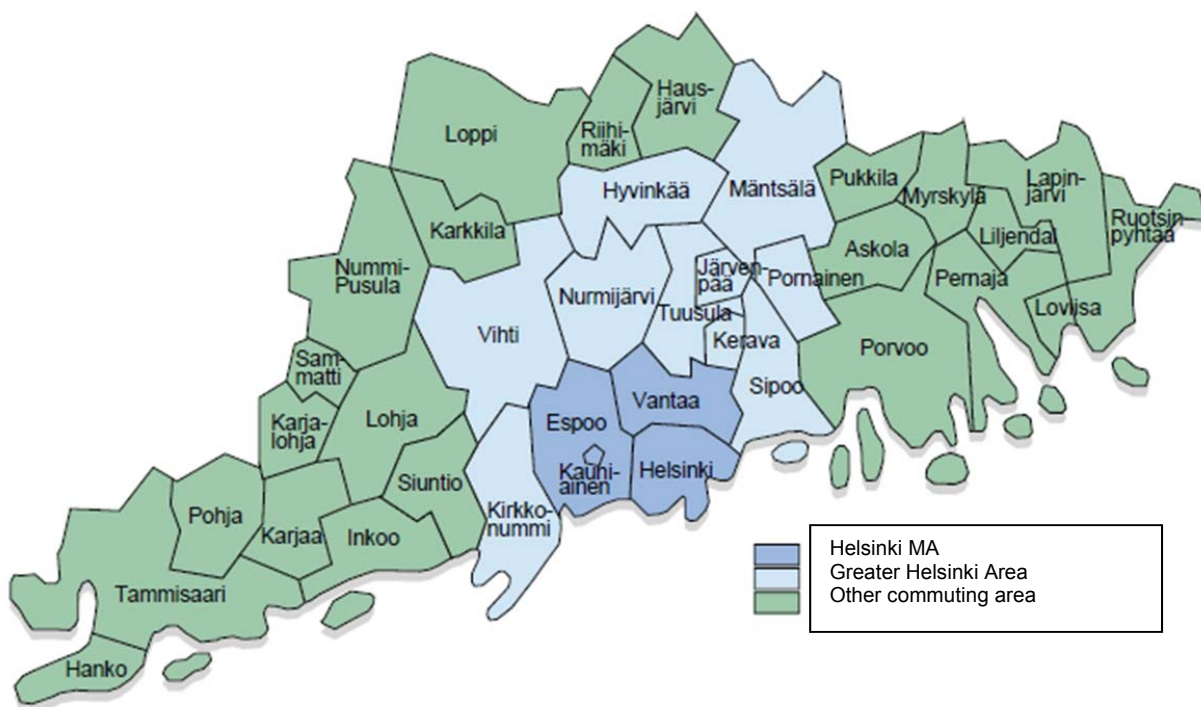 Haus-
järvi
Loppi
Riihi-
mäki
Hyvinkää
Mäntsälä
Pukkila
Myrskylä
Lapjn-
järvi
Ruotsin
pyhtää
Karkkila
Askola
Liljendal
Nummi-
Pusula
Järven-
pää
Pornainen
Pernaja
Nurmijärvi
Loviisa
Tuusula
Vihti
Kerava
Porvoo
Sam-
matti
Sipoo
Vantaa
Karja-
lohja
Lohja
Espoo
Kauhi-
ainen
Helsinki
Siuntio
Kirkko-
nummi
Pohja
Karjaa
Inkoo
Tammisaari
Hanko
Helsinki MA
Greater Helsinki Area
Other commuting area